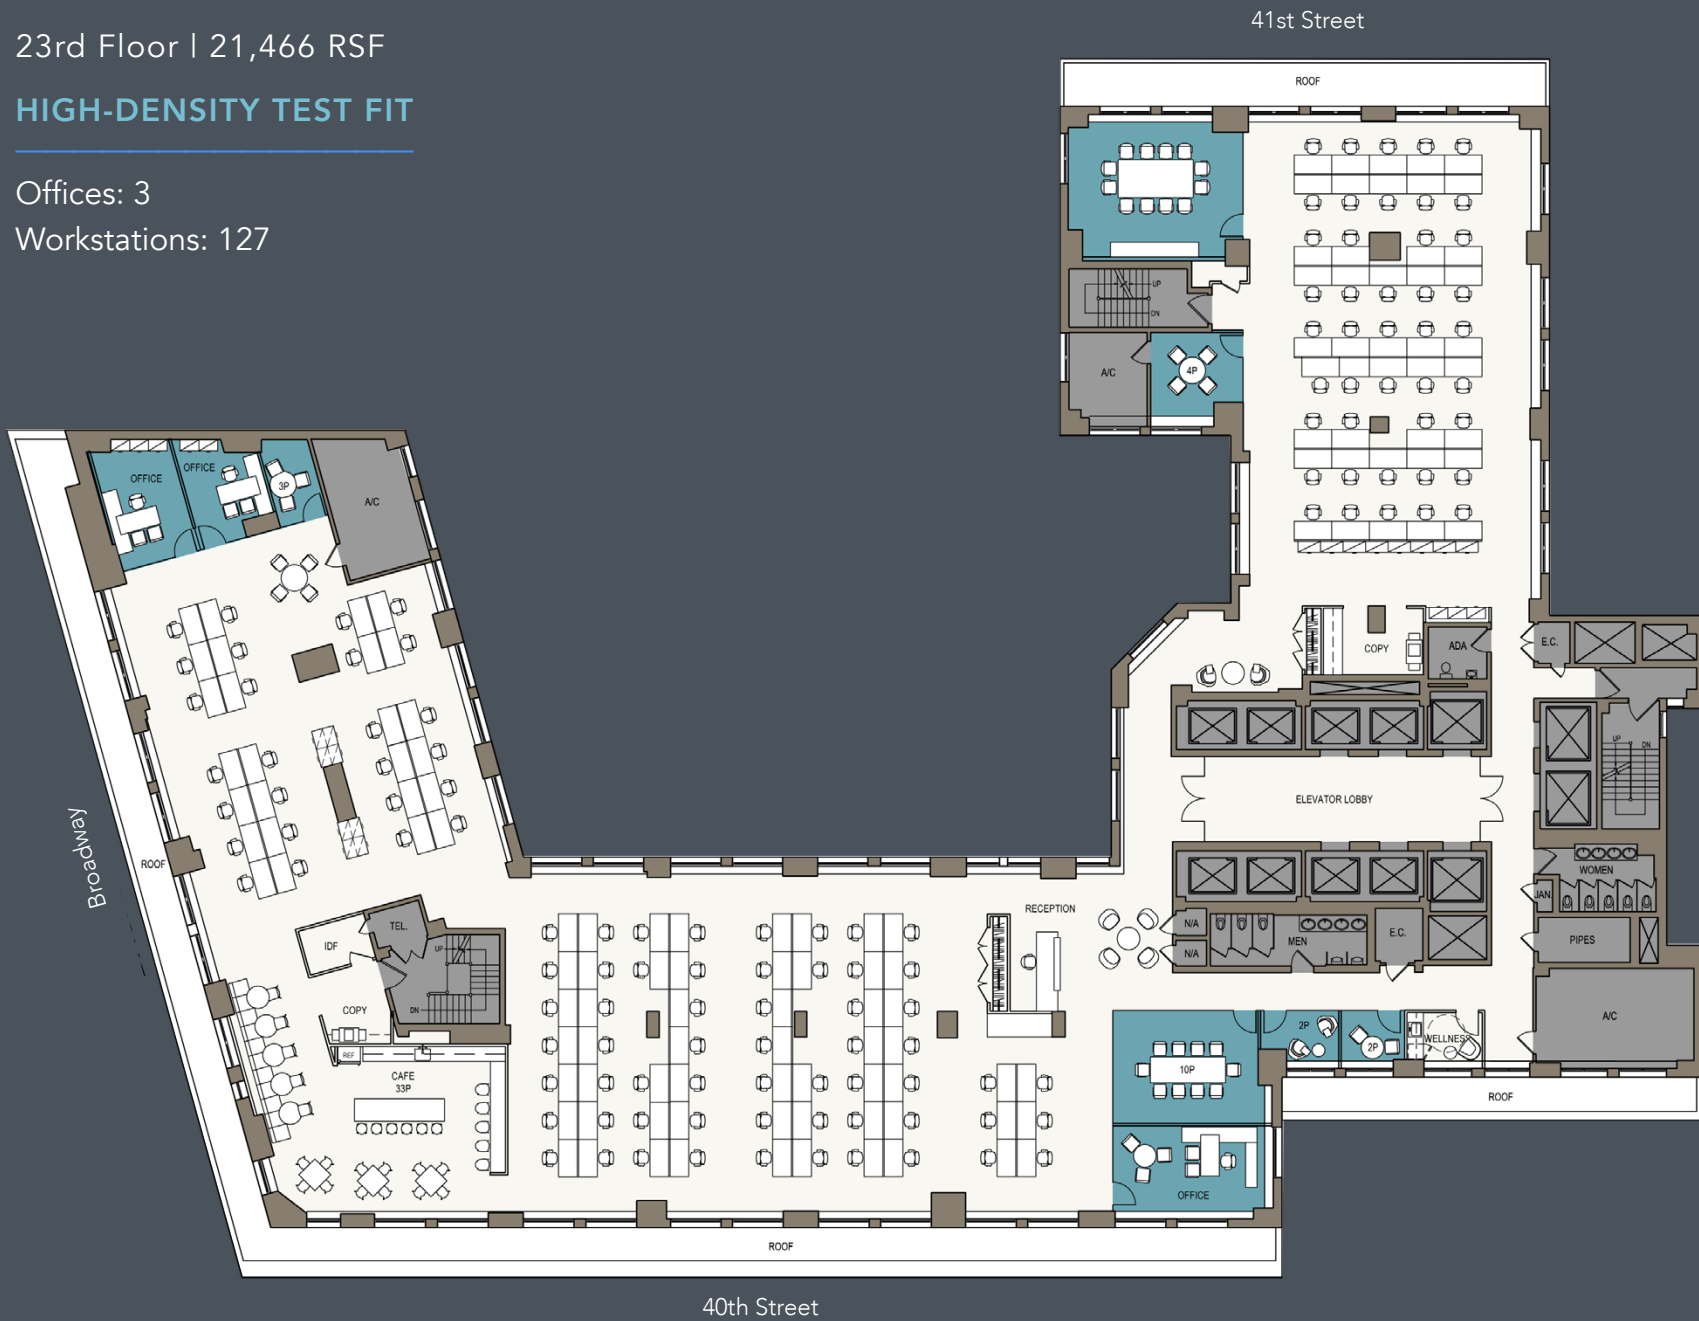 23rd Floor | 21,466 RSF
HIGH-DENSITY TEST FIT
Offices: 3
Workstations: 127
41st Street
ROOF
UP
DN
A/C
4P
OFFICE
OFFICE
3P
A/C
COPY
ADA
E.C.
UP
DN
ELEVATOR LOBBY
Broadway
ROOF
WOMEN
JAN.
TEL.
IDF
UP
DN
RECEPTION
N/A
N/A
MEN
E.C.
PIPES
COPY
REF
CAFE
33P
2P
2P
WELLNESS
A/C
10P
ROOF
OFFICE
ROOF
40th Street